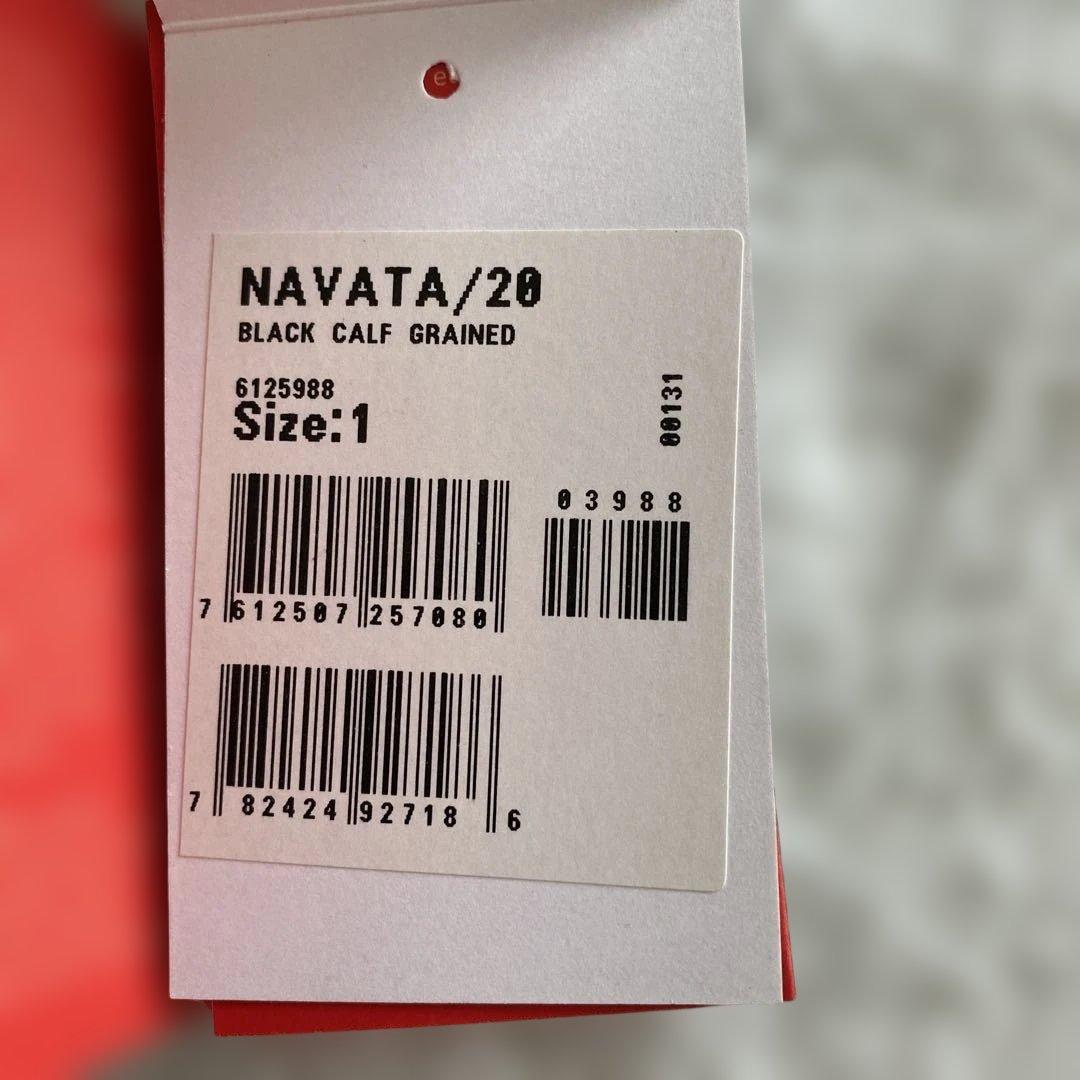 e
NAVATA/20
BLACK CALF GRAINED
6125988
Size:1
00131
03988
7 612507 257080
7 82424 92718 6